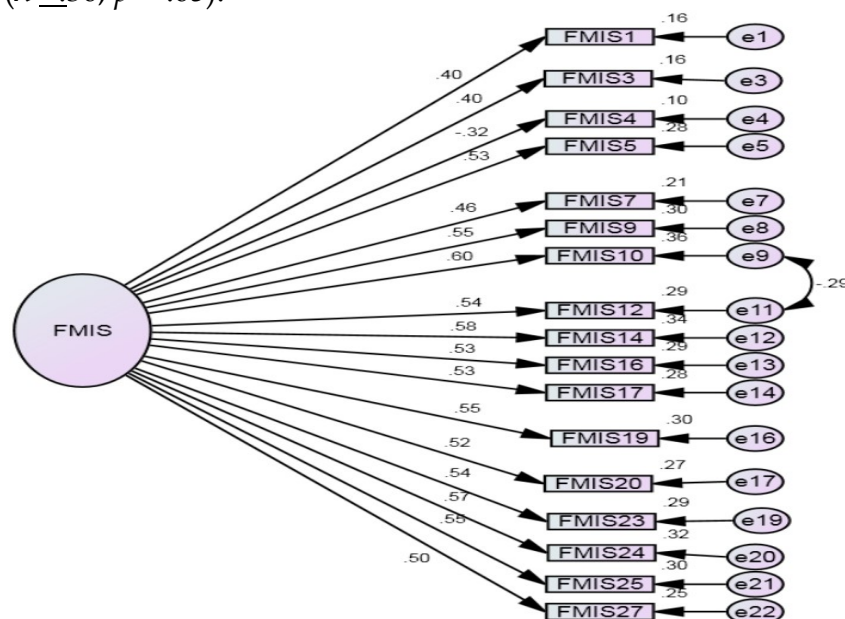 .16
FMIS1 e1
.40
.16
FMIS3 e3
.40
.10
FMIS4 e4
-.32
.28
FMIS5 e5
.53
.21
FMIS7 e7
.46
.30
FMIS9 e8
.55
.36
FMIS10 e9
.60
-.29
.29
FMIS12 e11
.54
.34
FMIS FMIS14 e12
.58
.29
FMIS16 e13
.53
.28
FMIS17 e14
.53
.55
.30
FMIS19 e16
.52
.27
FMIS20 e17
.54
.29
FMIS23 e19
.57
.32
FMIS24 e20
.55
.30
FMIS25 e21
.50
.25
FMIS27 e22